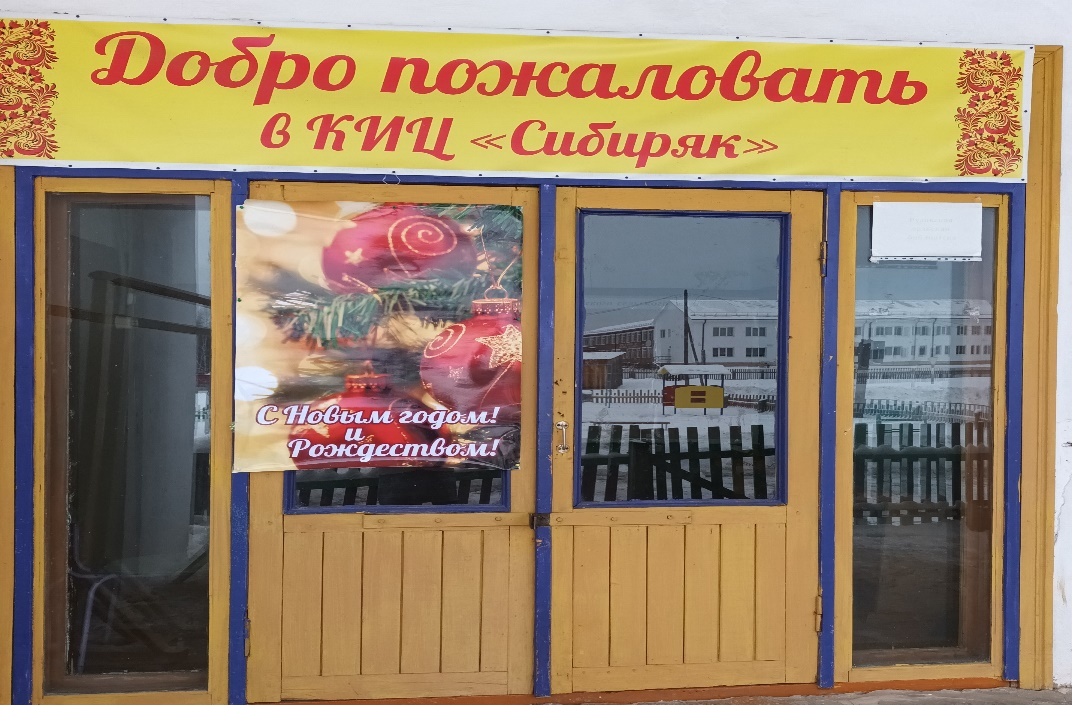 Добро пожаловать
в КИЦ «Сибиряк»
С Новым годом!
и
Рождеством!